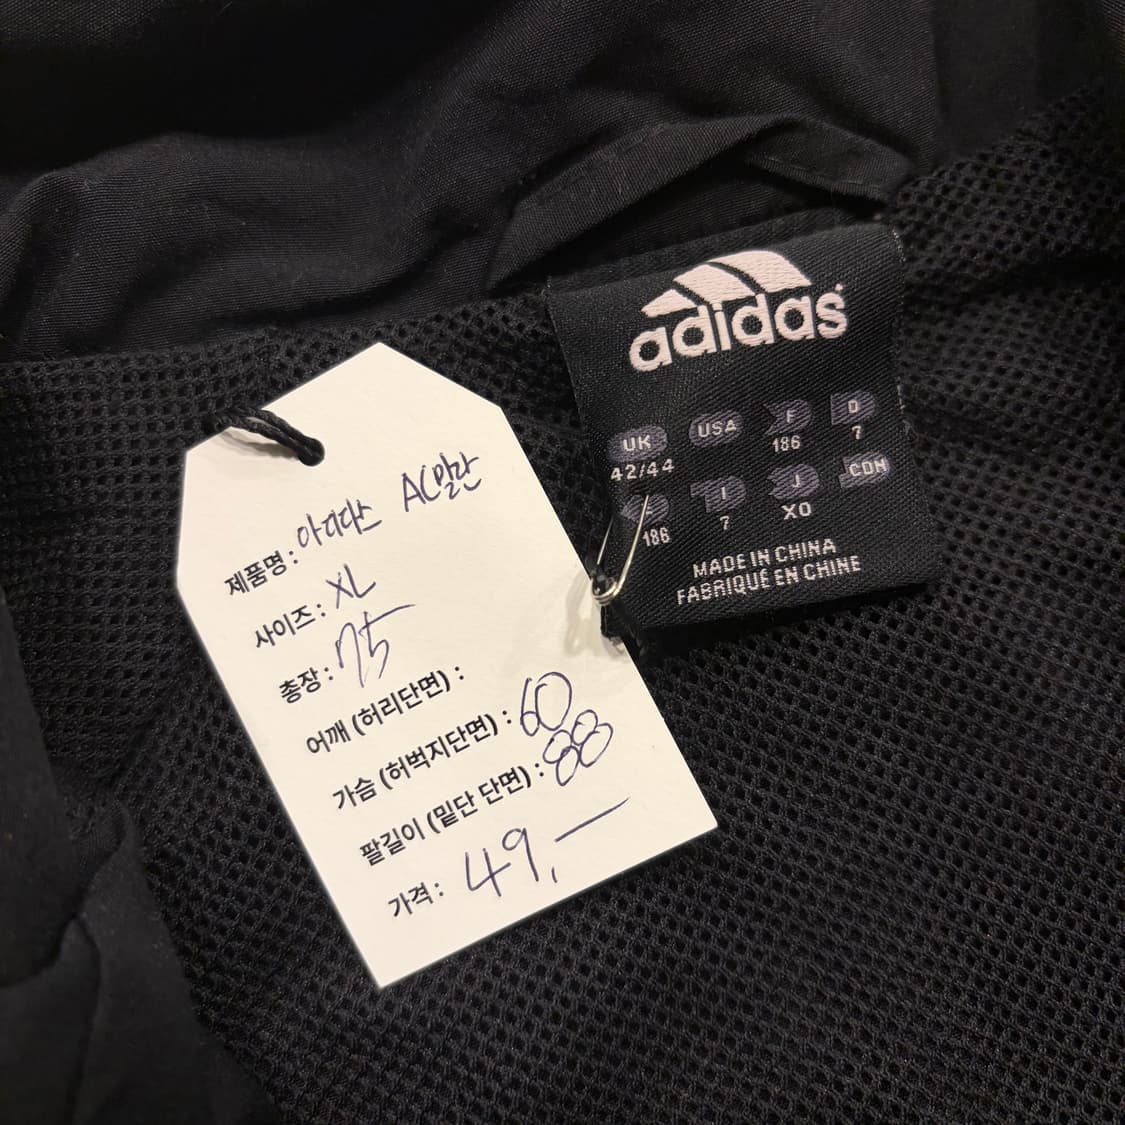 제품명 : 아디다스 AC밀란
사이즈 : XL
총장 : 75
어깨 (허리단면) :
가슴 (허벅지단면) : 60
팔길이 (밑단 단면) : 88
가격 : 49,—
adidas
UK USA F D
42/44 186 7
I J CDN
186 7 XO
MADE IN CHINA
FABRIQUÉ EN CHINE